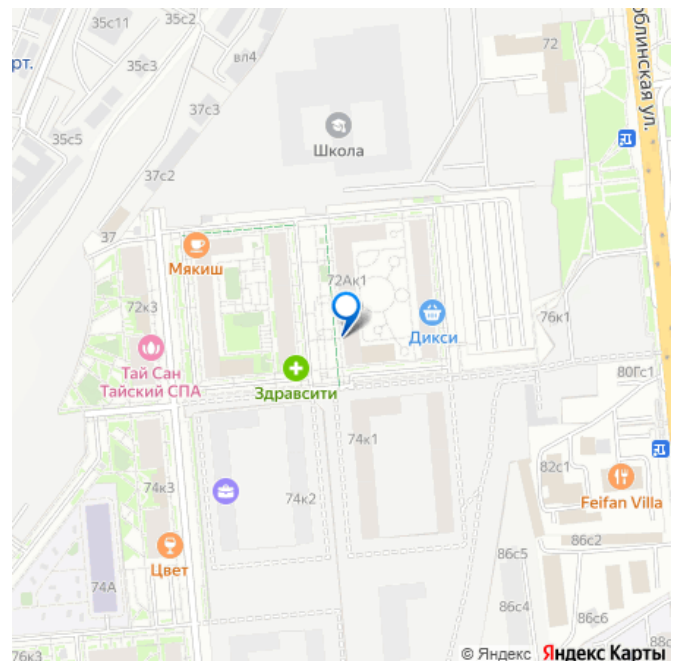 35с11
72
35с3
вл4
рт.
облинская ул.
37с3
35с5
Школа
37с2
37
Мякиш
72Ак1
72к3
76к1
Дикси
Тай Сан
Тайский СПА
Здравсити
80Гс1
74к1
82с1
74к3
74к2
Feifan Villa
Цвет
86с2
86с5
74А
86с4
86с6
76к3
88с
© Яндекс Яндекс Карты